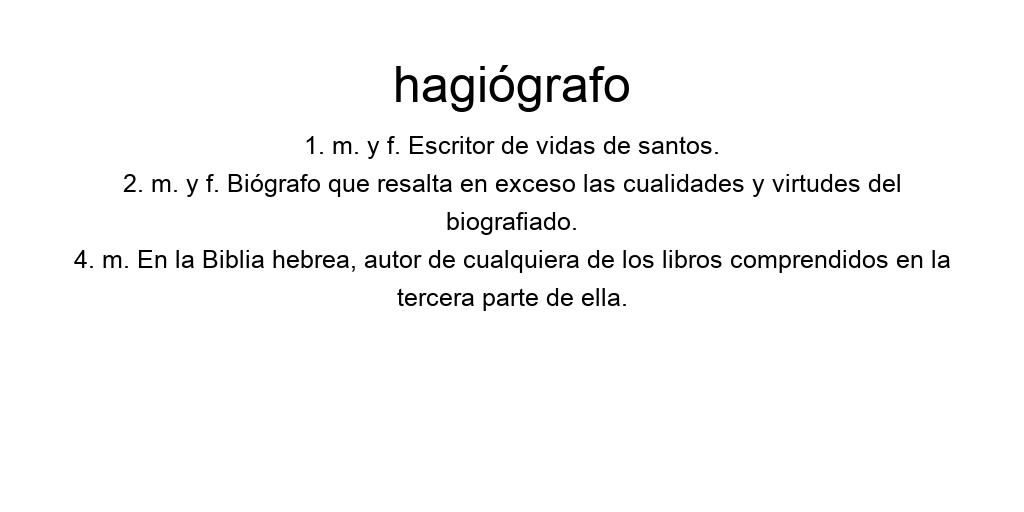 hagiógrafo
1. m. y f. Escritor de vidas de santos.
2. m. y f. Biógrafo que resalta en exceso las cualidades y virtudes del
biografiado.
4. m. En la Biblia hebrea, autor de cualquiera de los libros comprendidos en la
tercera parte de ella.